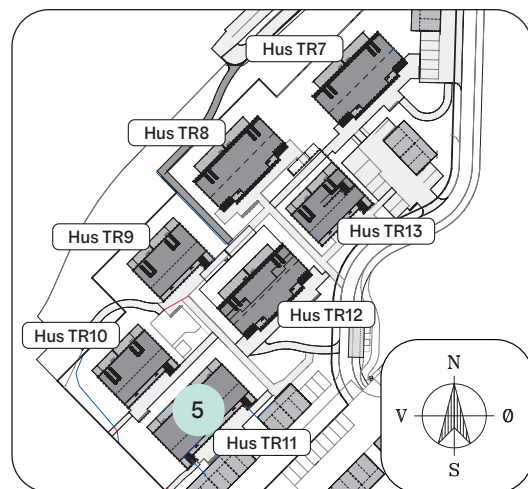 Hus TR7
Hus TR8
Hus TR9
Hus TR13
Hus TR12
Hus TR10
5
Hus TR11
N
V Ø
S